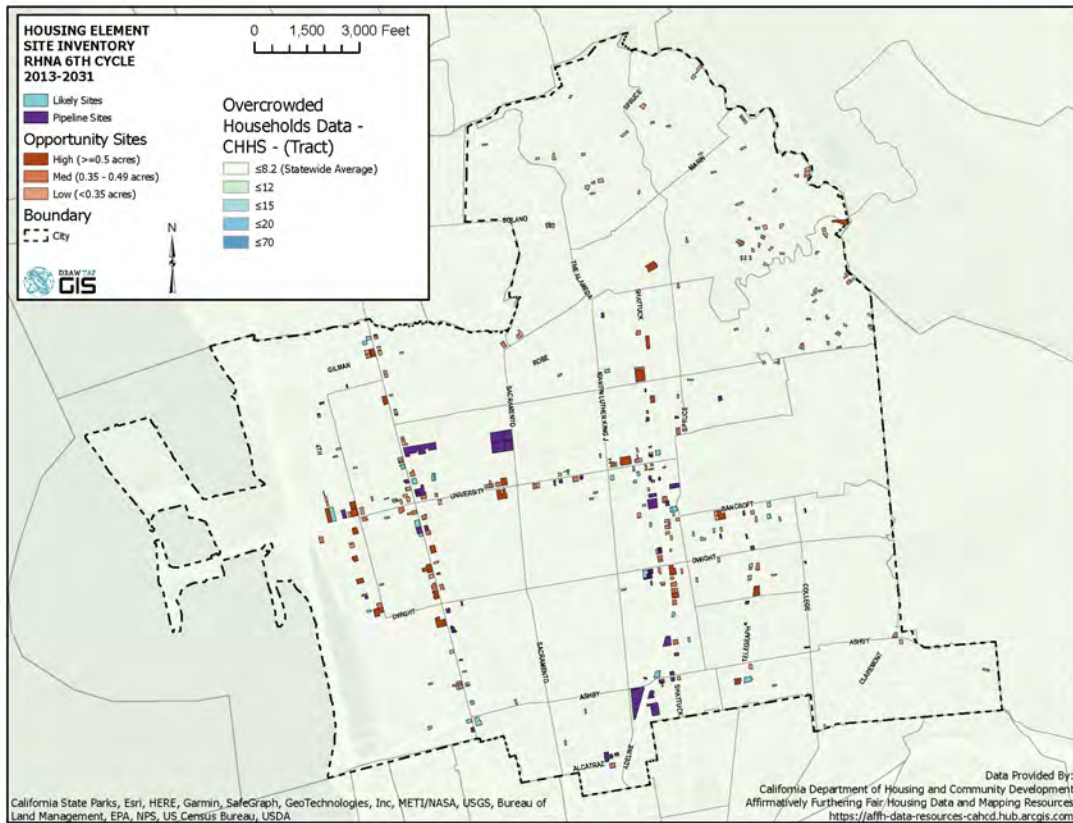 HOUSING ELEMENT
SITE INVENTORY
RHNA 6TH CYCLE
2013-2031
Likely Sites
Pipeline Sites
Opportunity Sites
High (>=0.5 acres)
Med (0.35 - 0.49 acres)
Low (<0.35 acres)
Boundary
City
DRAW TAP
GIS
N
0 1,500 3,000 Feet
Overcrowded
Households Data -
CHHS - (Tract)
≤8.2 (Statewide Average)
≤12
≤15
≤20
≤70
SPRUCE
MARIN
SOLANO
THE ALAMEDA
SHATTUCK
GILMAN
ROSE
SACRAMENTO
MARTIN LUTHER KING J
SPRUCE
6TH
UNIVERSITY
BANCROFT
DWIGHT
DWIGHT
COLLEGE
TELEGRAPH
SACRAMENTO
ASHBY
CLAREMONT
ASHBY
SHATTUCK
ADELINE
ALCATRAZ
California State Parks, Esri, HERE, Garmin, SafeGraph, GeoTechnologies, Inc, METI/NASA, USGS, Bureau of
Land Management, EPA, NPS, US Census Bureau, USDA
Data Provided By:
California Department of Housing and Community Development
Affirmatively Furthering Fair Housing Data and Mapping Resources
https://affh-data-resources-cahcd.hub.arcgis.com